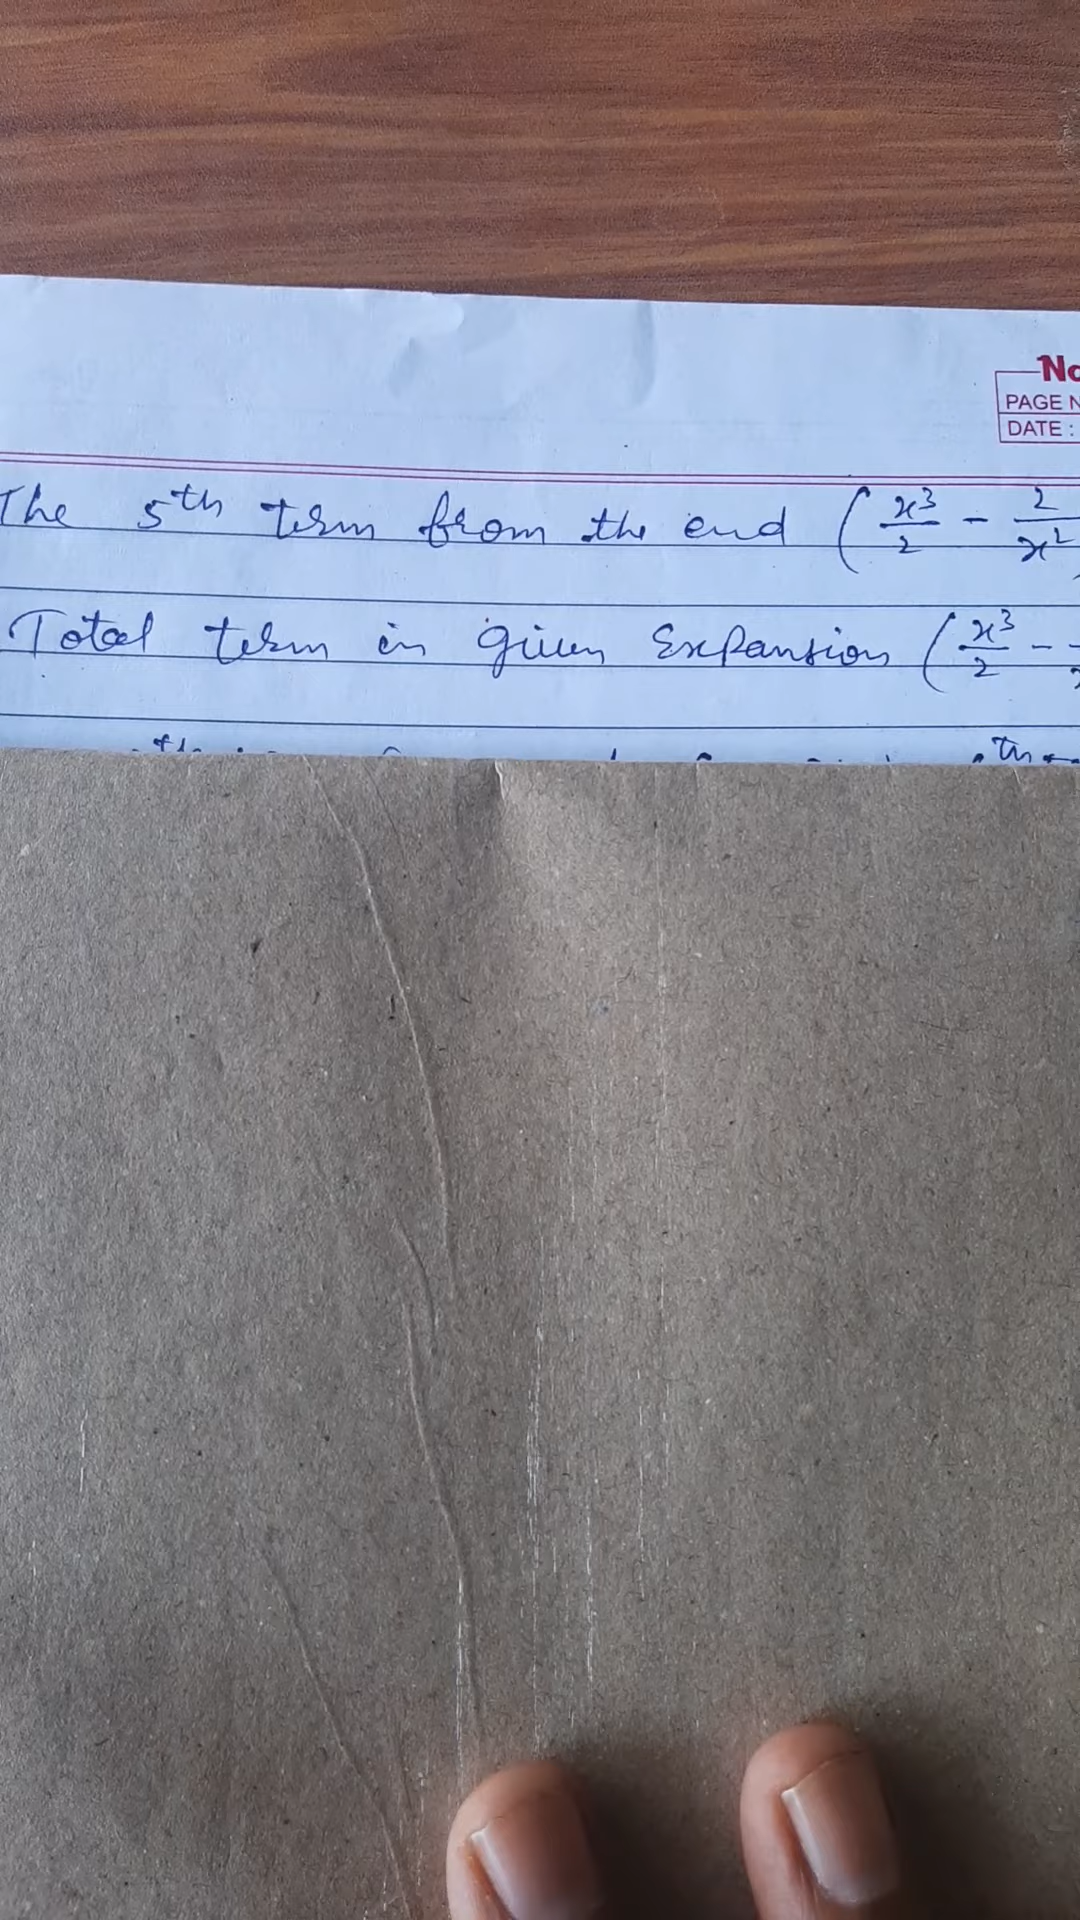 No
PAGE N
DATE :
The 5th term from the end (x³/2 - 2/x²
Total term in given Expansion (x³/2 -